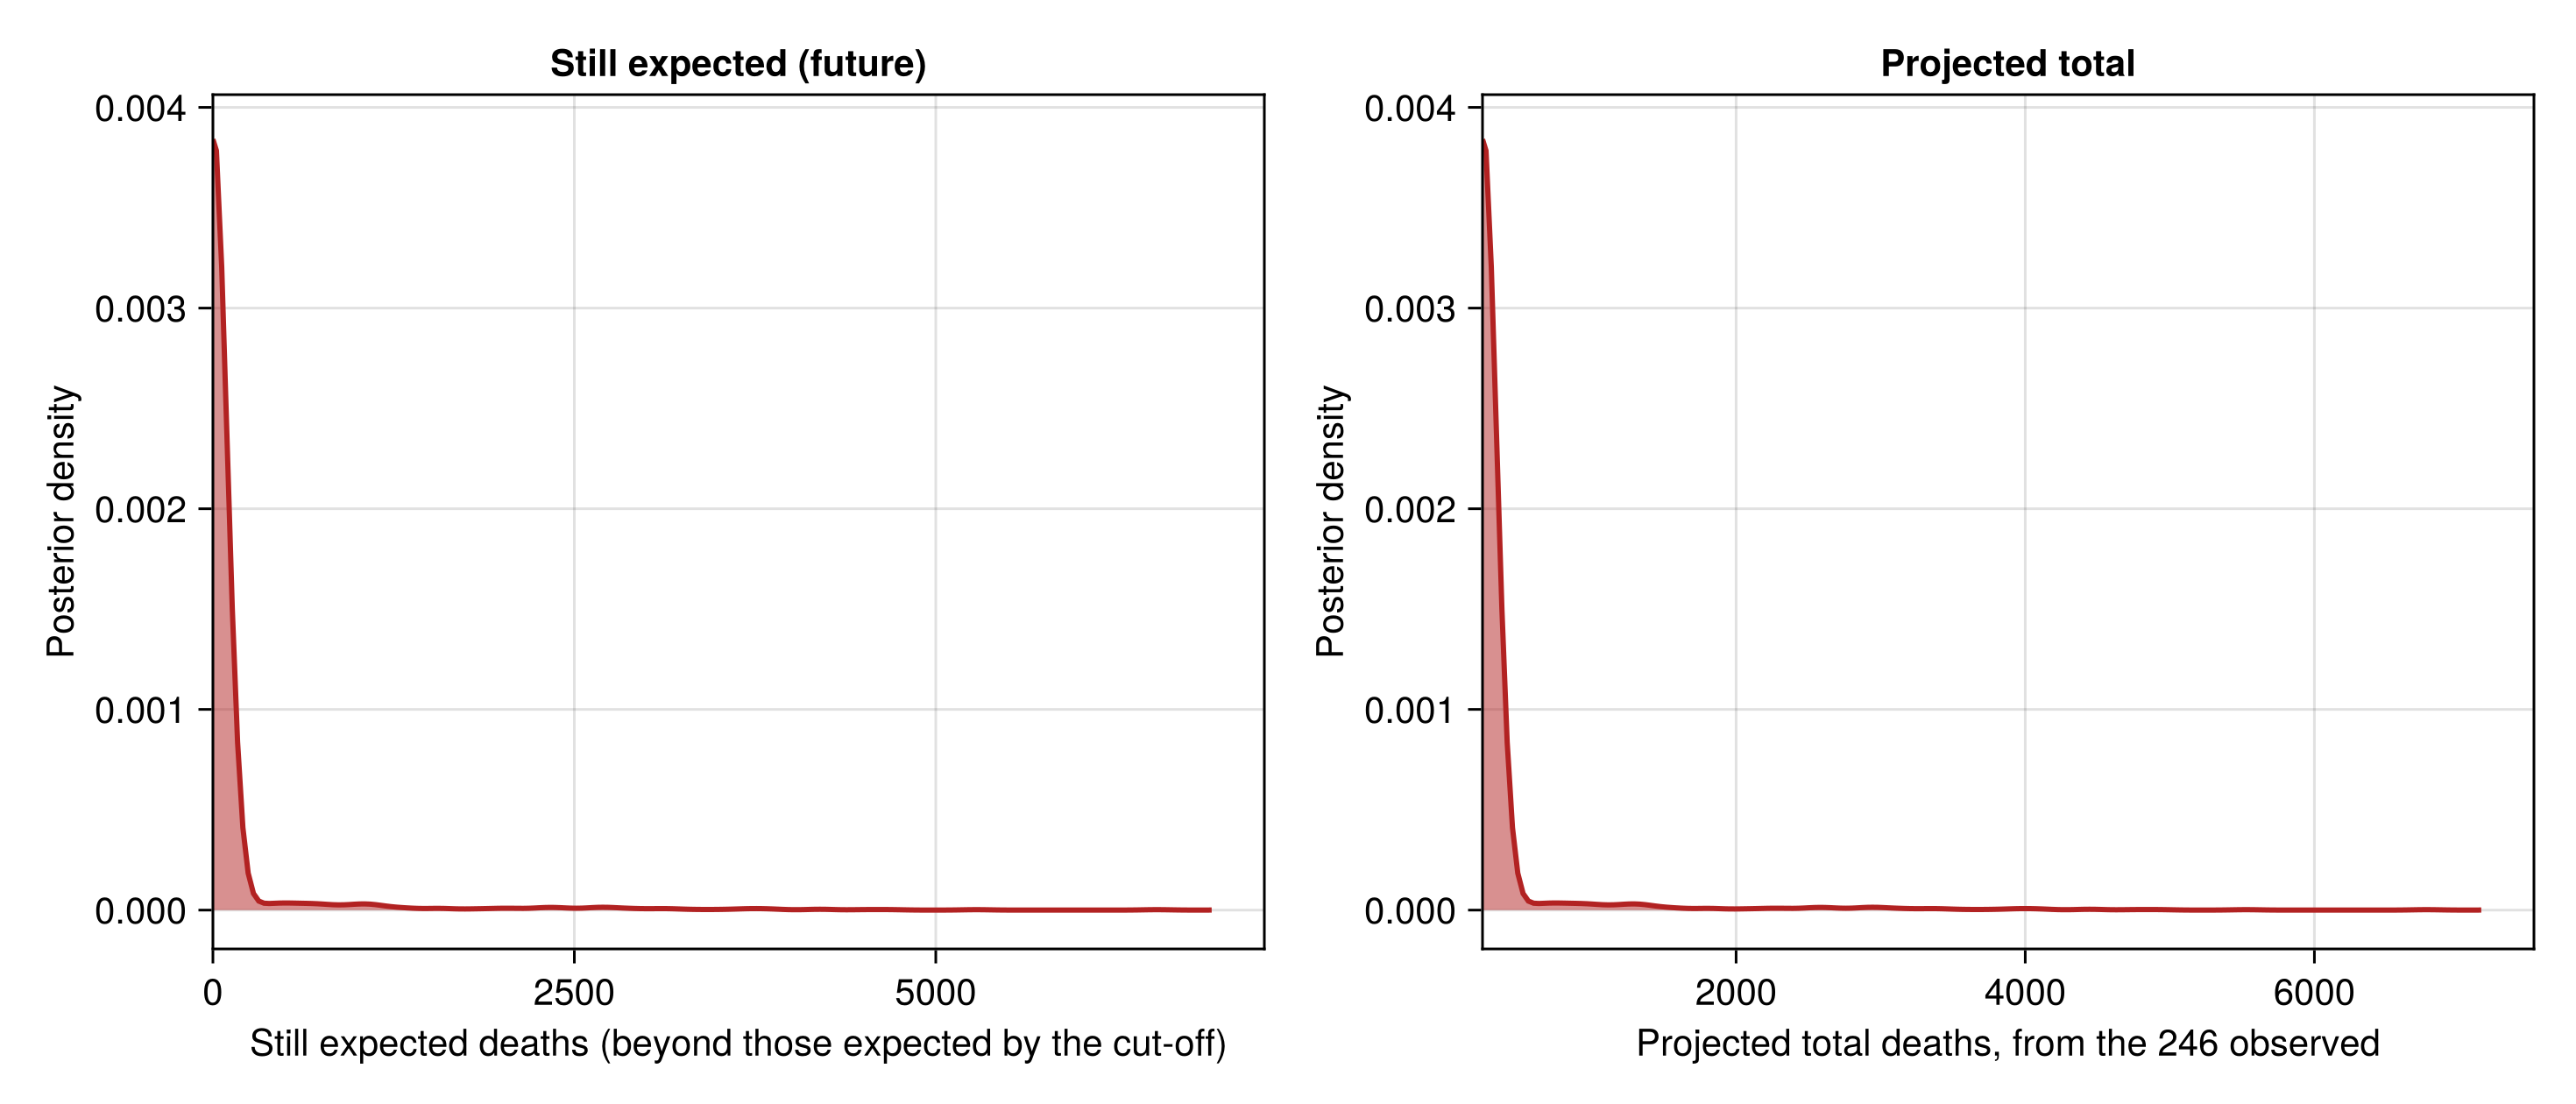 Still expected (future)
0.004
0.003
0.002
0.001
0.000
Posterior density
0
2500
5000
Still expected deaths (beyond those expected by the cut-off)
Projected total
0.004
0.003
0.002
0.001
0.000
Posterior density
2000
4000
6000
Projected total deaths, from the 246 observed